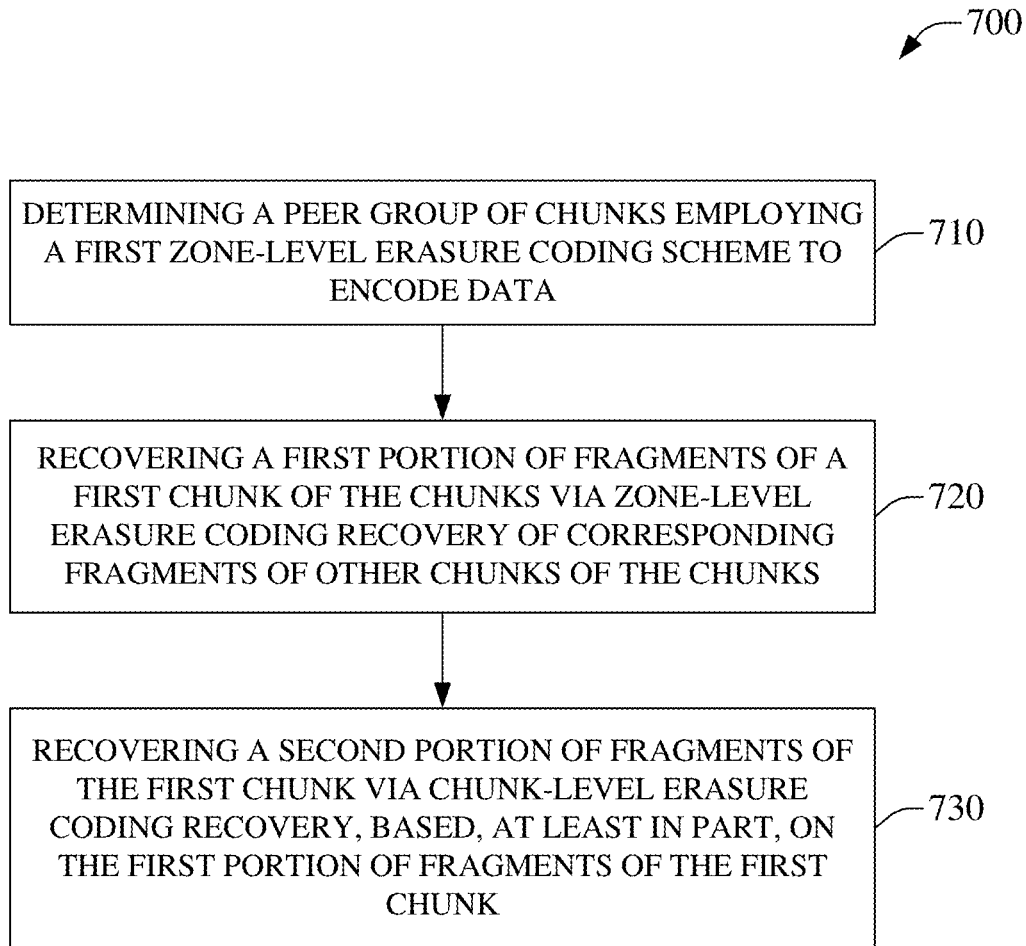 700
DETERMINING A PEER GROUP OF CHUNKS EMPLOYING
A FIRST ZONE-LEVEL ERASURE CODING SCHEME TO
ENCODE DATA
710
RECOVERING A FIRST PORTION OF FRAGMENTS OF A
FIRST CHUNK OF THE CHUNKS VIA ZONE-LEVEL
ERASURE CODING RECOVERY OF CORRESPONDING
FRAGMENTS OF OTHER CHUNKS OF THE CHUNKS
720
RECOVERING A SECOND PORTION OF FRAGMENTS OF
THE FIRST CHUNK VIA CHUNK-LEVEL ERASURE
CODING RECOVERY, BASED, AT LEAST IN PART, ON
THE FIRST PORTION OF FRAGMENTS OF THE FIRST
CHUNK
730